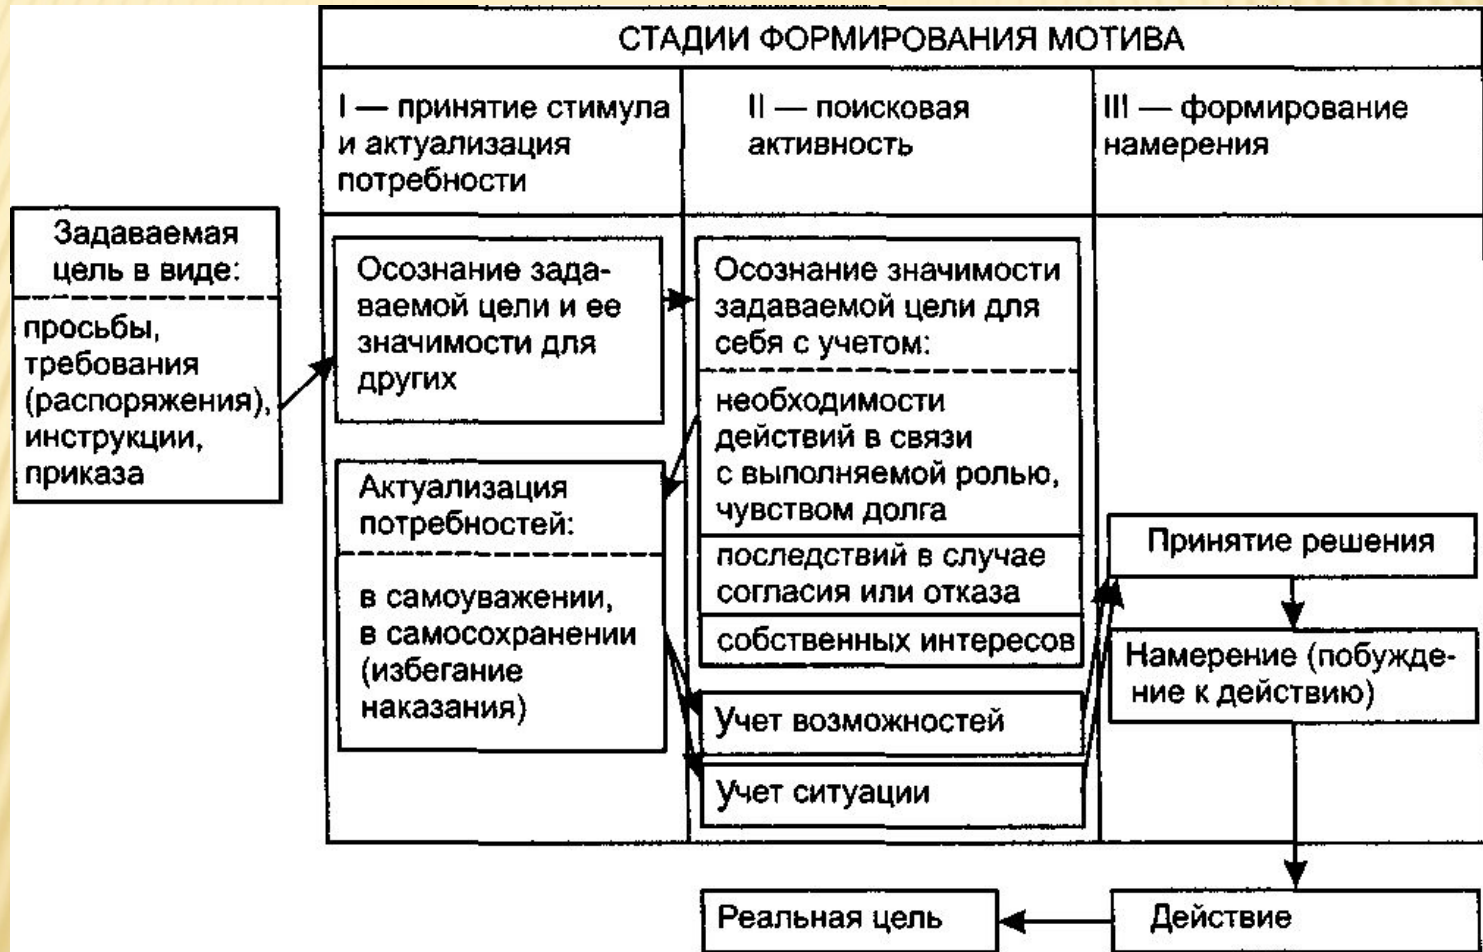 СТАДИИ ФОРМИРОВАНИЯ МОТИВА
I — принятие стимула
и актуализация
потребности
II — поисковая
активность
III — формирование
намерения
Задаваемая
цель в виде:
просьбы,
требования
(распоряжения),
инструкции,
приказа
Осознание зада-
ваемой цели и ее
значимости для
других
Актуализация
потребностей:
в самоуважении,
в самосохранении
(избегание
наказания)
Осознание значимости
задаваемой цели для
себя с учетом:
необходимости
действий в связи
с выполняемой ролью,
чувством долга
последствий в случае
согласия или отказа
собственных интересов
Учет возможностей
Учет ситуации
Принятие решения
Намерение (побужде-
ние к действию)
Действие
Реальная цель